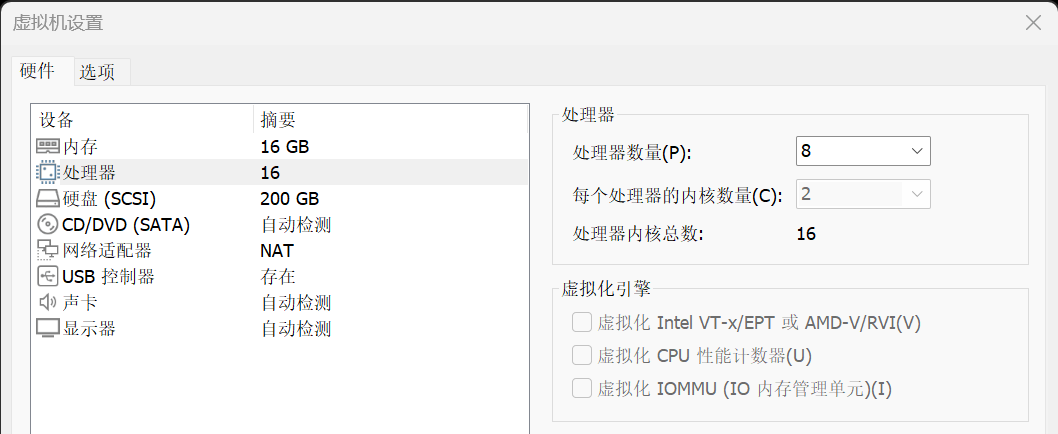 虚拟机设置
硬件 选项
设备 摘要
内存 16 GB
处理器 16
硬盘 (SCSI) 200 GB
CD/DVD (SATA) 自动检测
网络适配器 NAT
USB 控制器 存在
声卡 自动检测
显示器 自动检测
处理器
处理器数量(P): 8
每个处理器的内核数量(C): 2
处理器内核总数: 16
虚拟化引擎
虚拟化 Intel VT-x/EPT 或 AMD-V/RVI(V)
虚拟化 CPU 性能计数器(U)
虚拟化 IOMMU (IO 内存管理单元)(I)